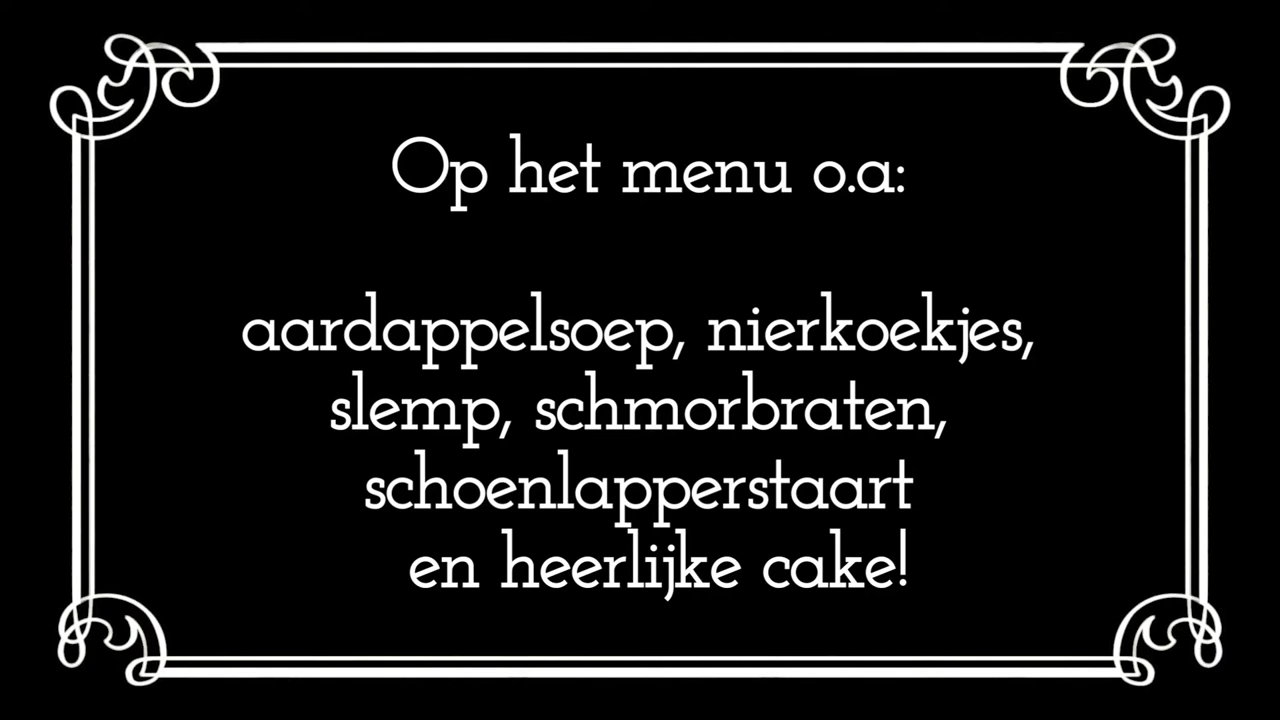 Op het menu o.a:
aardappelsoep, nierkoekjes,
slemp, schmorbraten,
schoenlapperstaart
en heerlijke cake!